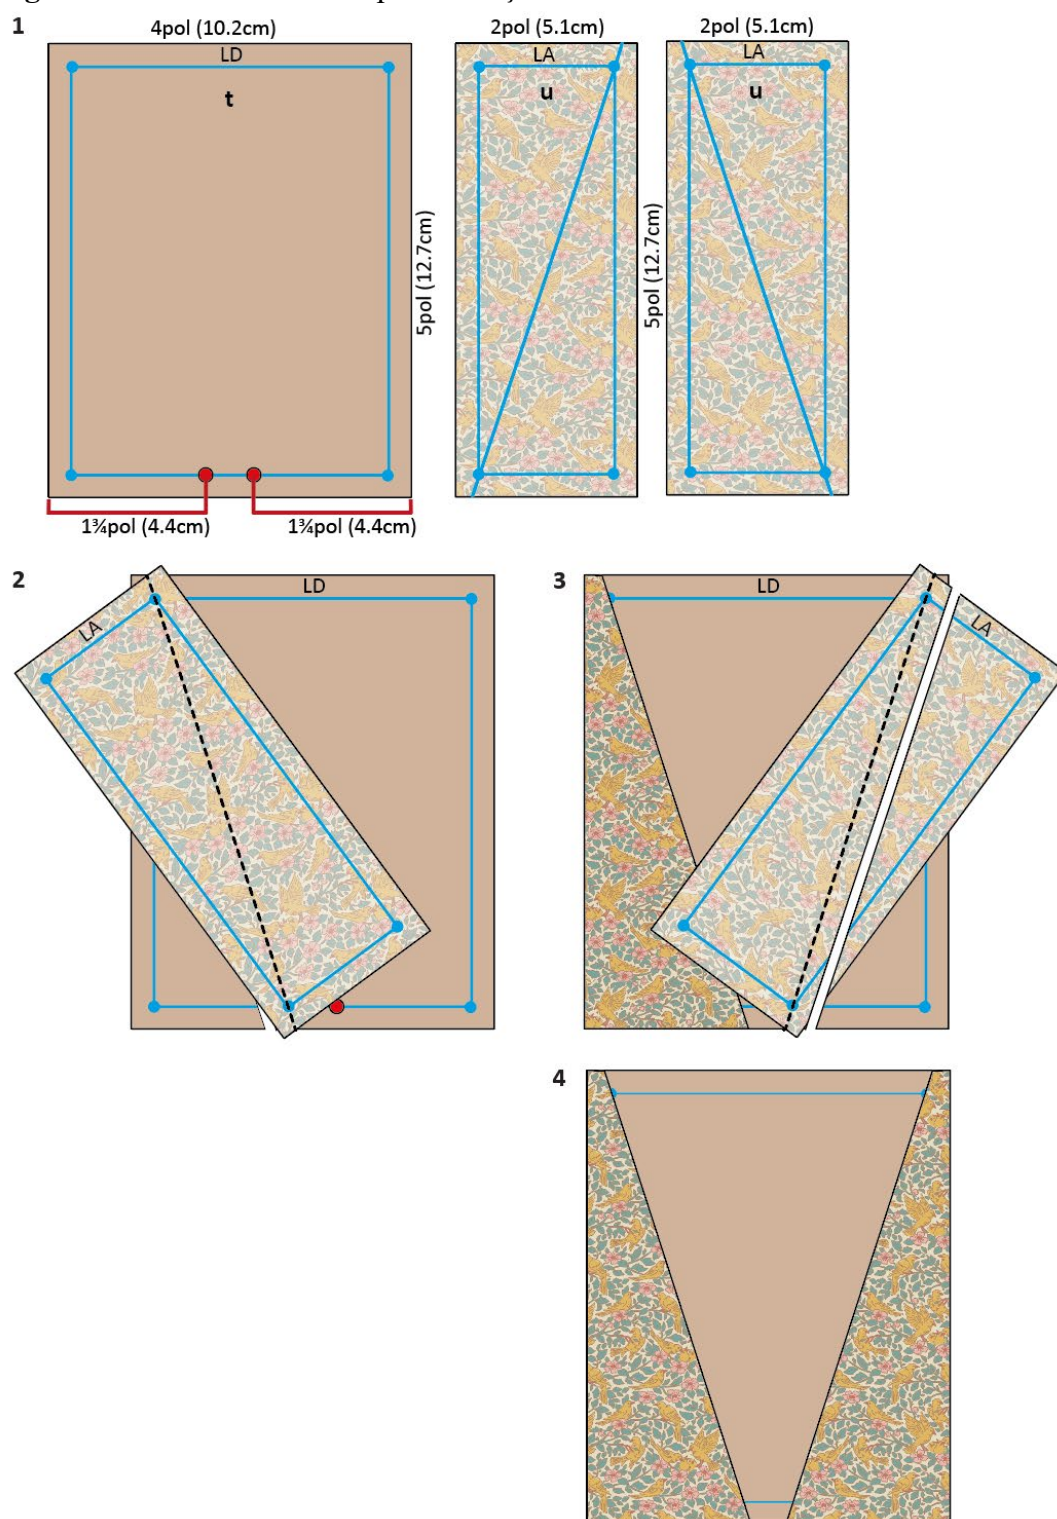 1
4pol (10.2cm)
2pol (5.1cm)
2pol (5.1cm)
LD
LA
LA
t
u
u
5pol (12.7cm)
5pol (12.7cm)
1¾pol (4.4cm)
1¾pol (4.4cm)
2
LD
LA
3
LD
LA
4